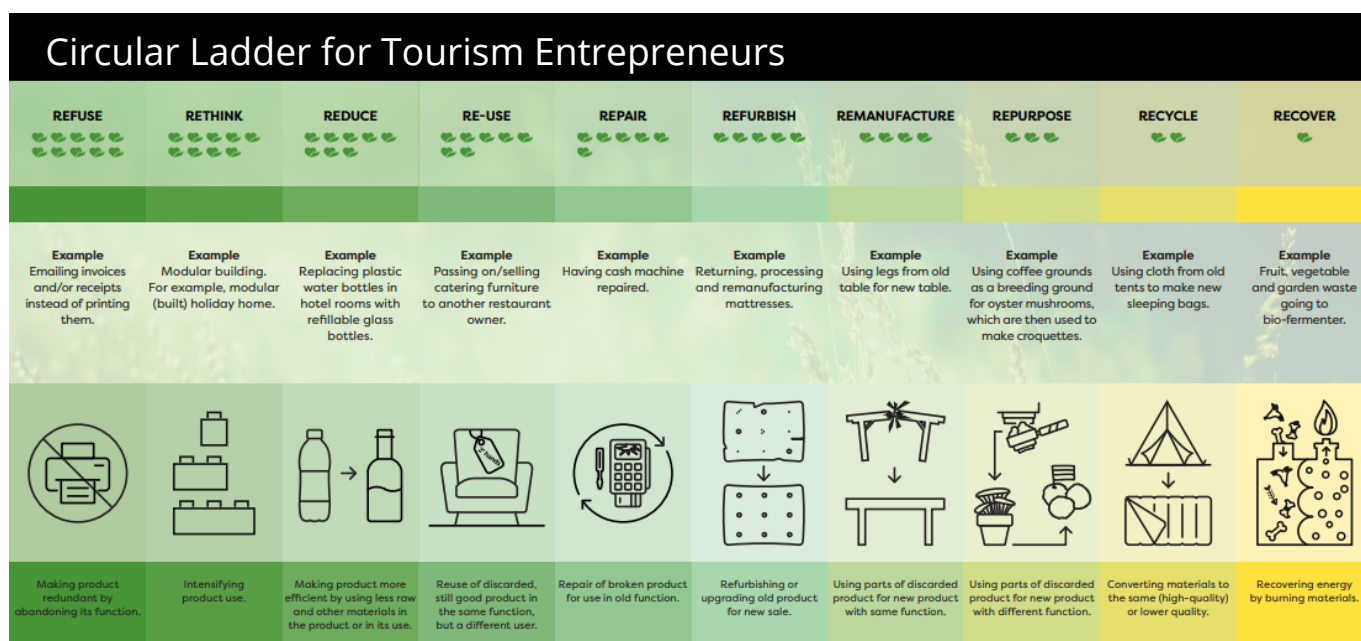 Circular Ladder for Tourism Entrepreneurs
REFUSE
RETHINK
REDUCE
RE-USE
REPAIR
REFURBISH
REMANUFACTURE
REPURPOSE
RECYCLE
RECOVER
Example
Emailing invoices
and/or receipts
instead of printing
them.
Example
Modular building.
For example, modular
(built) holiday home.
Example
Replacing plastic
water bottles in
hotel rooms with
refillable glass
bottles.
Example
Passing on/selling
catering furniture
to another restaurant
owner.
Example
Having cash machine
repaired.
Example
Returning, processing
and remanufacturing
mattresses.
Example
Using legs from old
table for new table.
Example
Using coffee grounds
as a breeding ground
for oyster mushrooms,
which are then used to
make croquettes.
Example
Using cloth from old
tents to make new
sleeping bags.
Example
Fruit, vegetable
and garden waste
going to
bio-fermenter.
2e hands
Making product
redundant by
abandoning its function.
Intensifying
product use.
Making product more
efficient by using less raw
and other materials in
the product or in its use.
Reuse of discarded,
still good product in
the same function,
but a different user.
Repair of broken product
for use in old function.
Refurbishing or
upgrading old product
for new sale.
Using parts of discarded
product for new product
with same function.
Using parts of discarded
product for new product
with different function.
Converting materials to
the same (high-quality)
or lower quality.
Recovering energy
by burning materials.